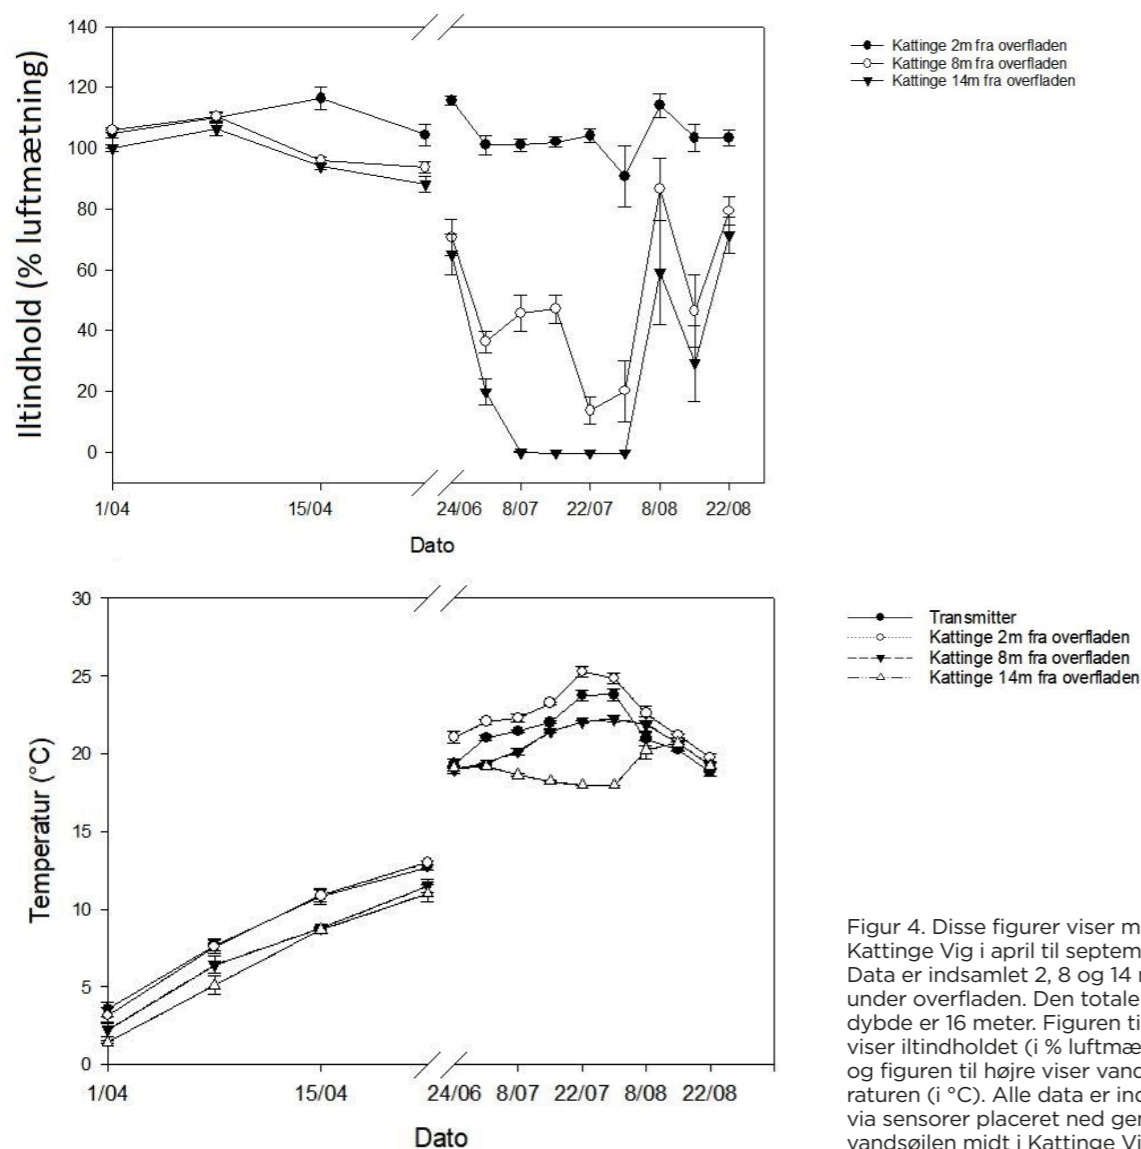 140
120
100
80
60
40
20
0
Iltindhold (% luftmætning)
1/04 15/04 24/06 8/07 22/07 8/08 22/08
Dato
Kattinge 2m fra overfladen
Kattinge 8m fra overfladen
Kattinge 14m fra overfladen
30
25
20
15
10
5
0
Temperatur (°C)
1/04 15/04 24/06 8/07 22/07 8/08 22/08
Dato
Transmitter
Kattinge 2m fra overfladen
Kattinge 8m fra overfladen
Kattinge 14m fra overfladen
Figur 4. Disse figurer viser m
Kattinge Vig i april til septem
Data er indsamlet 2, 8 og 14 m
under overfladen. Den totale
dybde er 16 meter. Figuren ti
viser iltindholdet (i % luftmæ
og figuren til højre viser vand
raturen (i °C). Alle data er ind
via sensorer placeret ned ger
vandsøjlen midt i Kattinge Vi